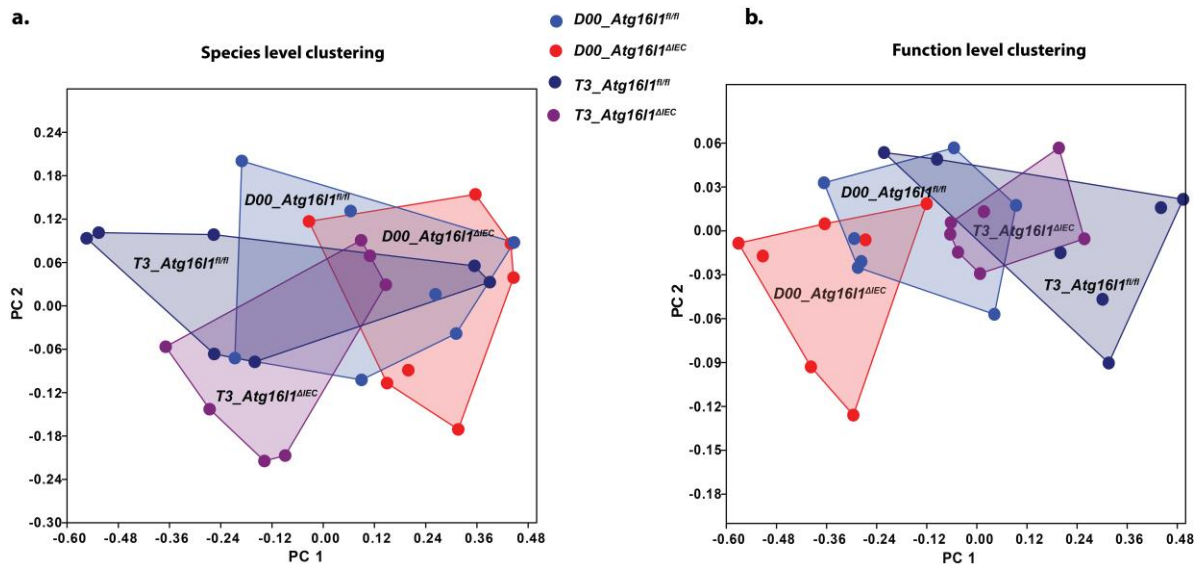 a.
Species level clustering
D00_Atg16l1fl/fl
D00_Atg16l1ΔIEC
T3_Atg16l1fl/fl
T3_Atg16l1ΔIEC
b.
Function level clustering
PC 2
0.24
0.18
0.12
0.06
0.00
-0.06
-0.12
-0.18
-0.24
-0.30
D00_Atg16l1fl/fl
D00_Atg16l1ΔIEC
T3_Atg16l1fl/fl
T3_Atg16l1ΔIEC
-0.60 -0.48 -0.36 -0.24 -0.12 0.00 0.12 0.24 0.36 0.48
PC 1
PC 2
0.06
0.03
0.00
-0.03
-0.06
-0.09
-0.12
-0.15
-0.18
D00_Atg16l1fl/fl
T3_Atg16l1ΔIEC
D00_Atg16l1ΔIEC
T3_Atg16l1fl/fl
-0.60 -0.48 -0.36 -0.24 -0.12 0.00 0.12 0.24 0.36 0.48
PC 1